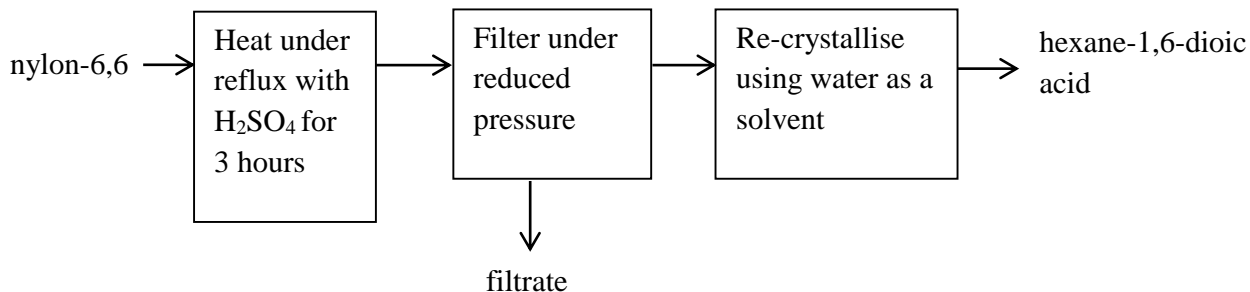 nylon-6,6
Heat under
reflux with
H₂SO₄ for
3 hours
Filter under
reduced
pressure
Re-crystallise
using water as a
solvent
hexane-1,6-dioic
acid
filtrate